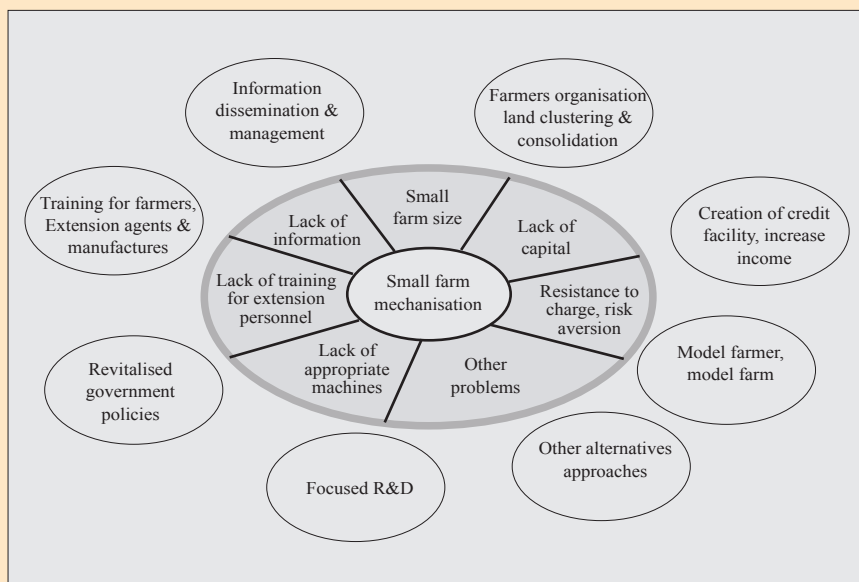 Information
dissemination &
management
Farmers organisation
land clustering &
consolidation
Training for farmers,
Extension agents &
manufactures
Creation of credit
facility, increase
income
Small
farm size
Lack of
information
Lack of
capital
Lack of training
for extension
personnel
Small farm
mechanisation
Resistance to
charge, risk
aversion
Lack of
appropriate
machines
Other
problems
Revitalised
government
policies
Model farmer,
model farm
Focused R&D
Other alternatives
approaches